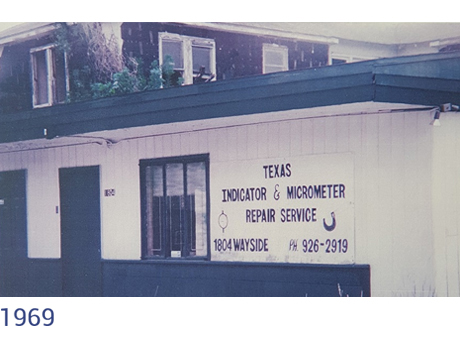 TEXAS
INDICATOR & MICROMETER
REPAIR SERVICE
1804 WAYSIDE PH. 926-2919
1969